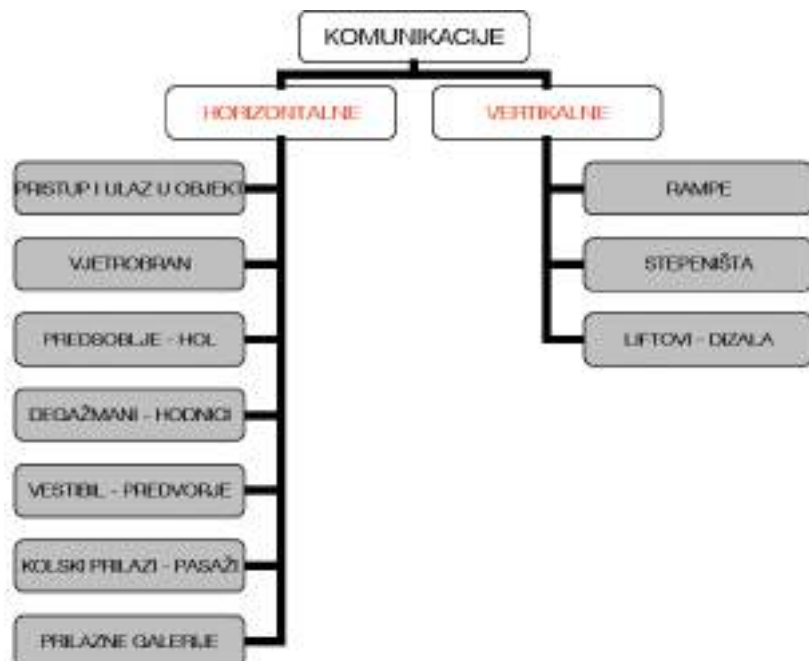 KOMUNIKACIJE
HORIZONTALNE
VERTIKALNE
PRISTUP I ULAZ U OBJEKT
VJETROBRAN
PREDSOBLJE - HOL
DEGAŽMANI - HODNICI
VESTIBIL - PREDVORJE
KOLSKI PRILAZI - PASAŽI
PRILAZNE GALERIJE
RAMPE
STEPENIŠTA
LIFTOVI - DIZALA